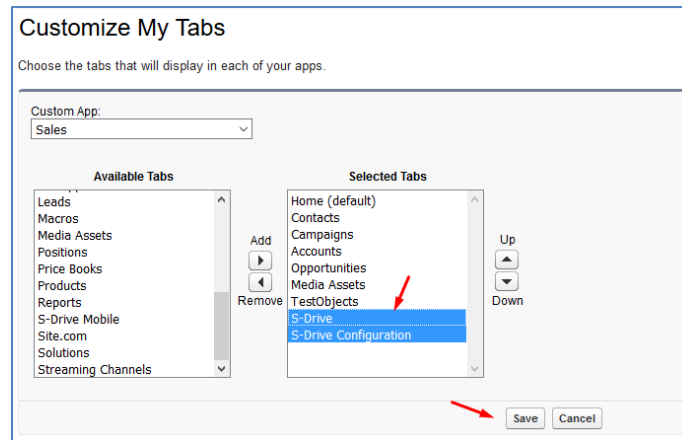 Customize My Tabs
Choose the tabs that will display in each of your apps.
Custom App:
Sales
Available Tabs
Leads
Macros
Media Assets
Positions
Price Books
Products
Reports
S-Drive Mobile
Site.com
Solutions
Streaming Channels
Add
Remove
Selected Tabs
Home (default)
Contacts
Campaigns
Accounts
Opportunities
Media Assets
TestObjects
S-Drive
S-Drive Configuration
Up
Down
Save
Cancel